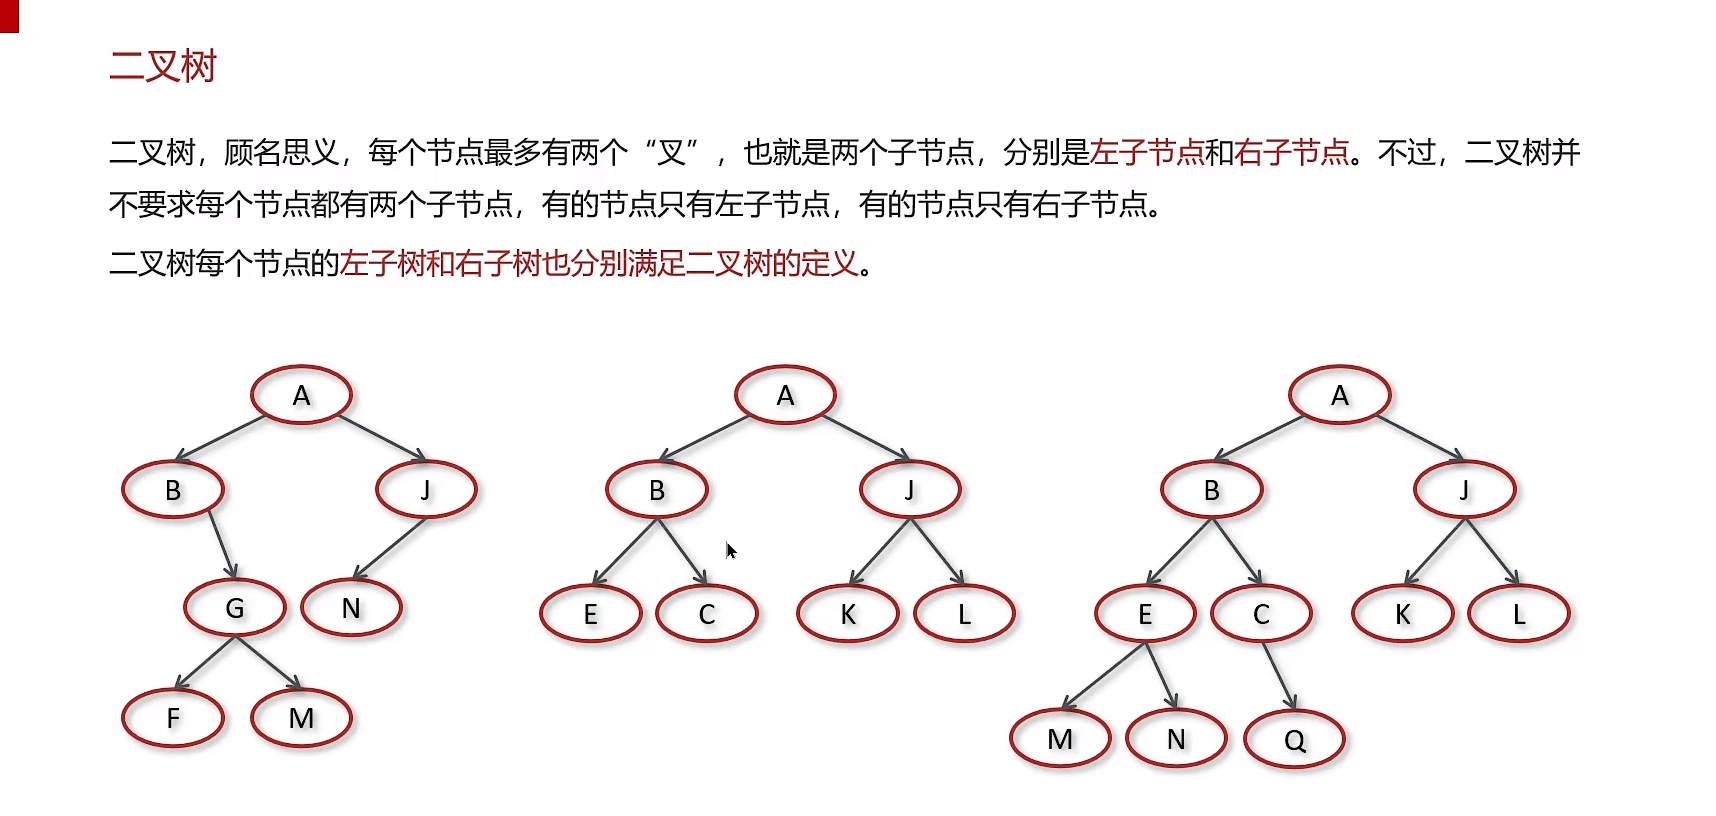 二叉树
二叉树，顾名思义，每个节点最多有两个“叉”，也就是两个子节点，分别是左子节点和右子节点。不过，二叉树并
不要求每个节点都有两个子节点，有的节点只有左子节点，有的节点只有右子节点。
二叉树每个节点的左子树和右子树也分别满足二叉树的定义。
A
B J
G N
F M
A
B J
E C K L
A
B J
E C K L
M N Q